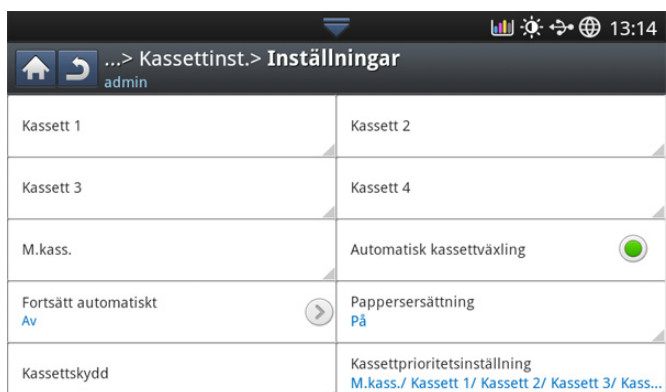 13:14
...> Kassettinst.> Inställningar
admin
Kassett 1
Kassett 2
Kassett 3
Kassett 4
M.kass.
Automatisk kassettväxling
Fortsätt automatiskt
Av
Pappersersättning
På
Kassettskydd
Kassettprioritetsinställning
M.kass./ Kassett 1/ Kassett 2/ Kassett 3/ Kass...